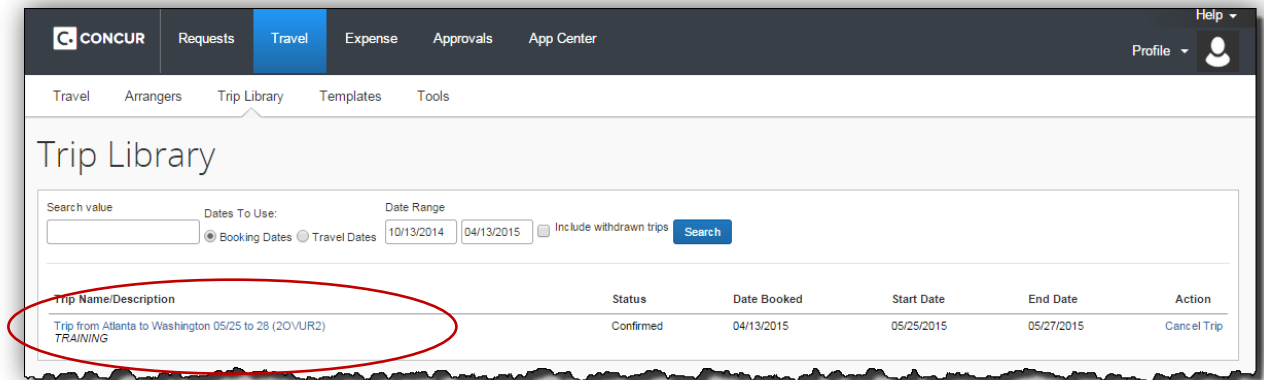 Help
C. CONCUR Requests Travel Expense Approvals App Center
Profile
Travel Arrangers Trip Library Templates Tools
Trip Library
Search value Dates To Use: Date Range
Booking Dates Travel Dates 10/13/2014 04/13/2015 Include withdrawn trips Search
Trip Name/Description Status Date Booked Start Date End Date Action
Trip from Atlanta to Washington 05/25 to 28 (2OVUR2) Confirmed 04/13/2015 05/25/2015 05/27/2015 Cancel Trip
TRAINING